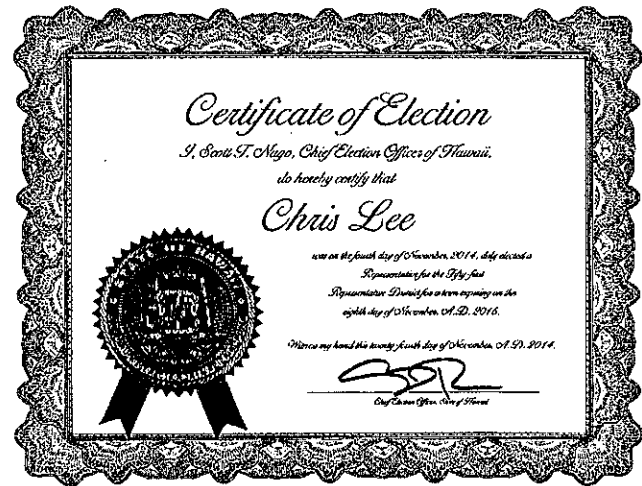 Certificate of Election
I, Scott T. Nago, Chief Election Officer of Hawaii,
do hereby certify that
Chris Lee
was on the fourth day of November, 2014, duly elected a
Representative for the Fifty-first
Representative District for a term expiring on the
eighth day of November, A.D. 2016.
Witness my hand this twenty-fourth day of November, A.D. 2014.
Chief Election Officer, State of Hawaii
STATE OF HAWAII